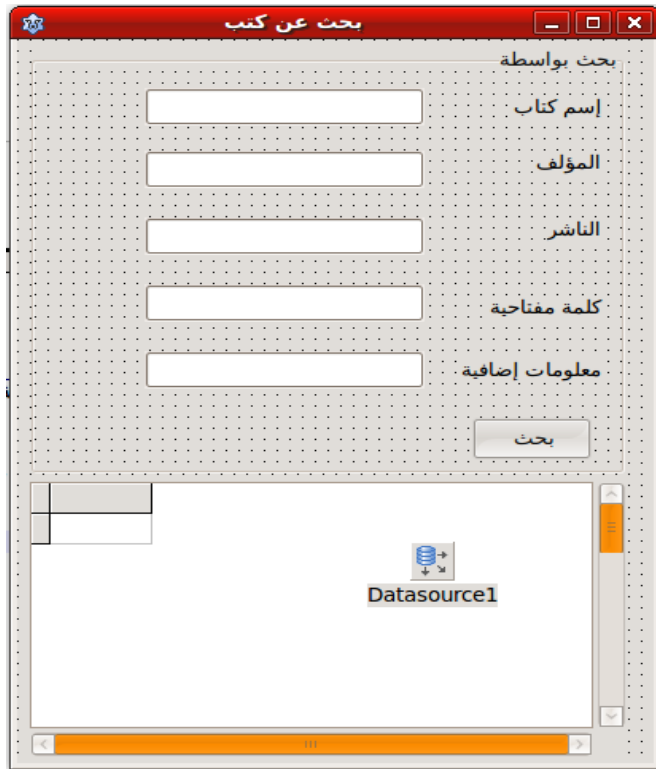 بحث عن كتب
بحث بواسطة
إسم كتاب
المؤلف
الناشر
كلمة مفتاحية
معلومات إضافية
بحث
Datasource1